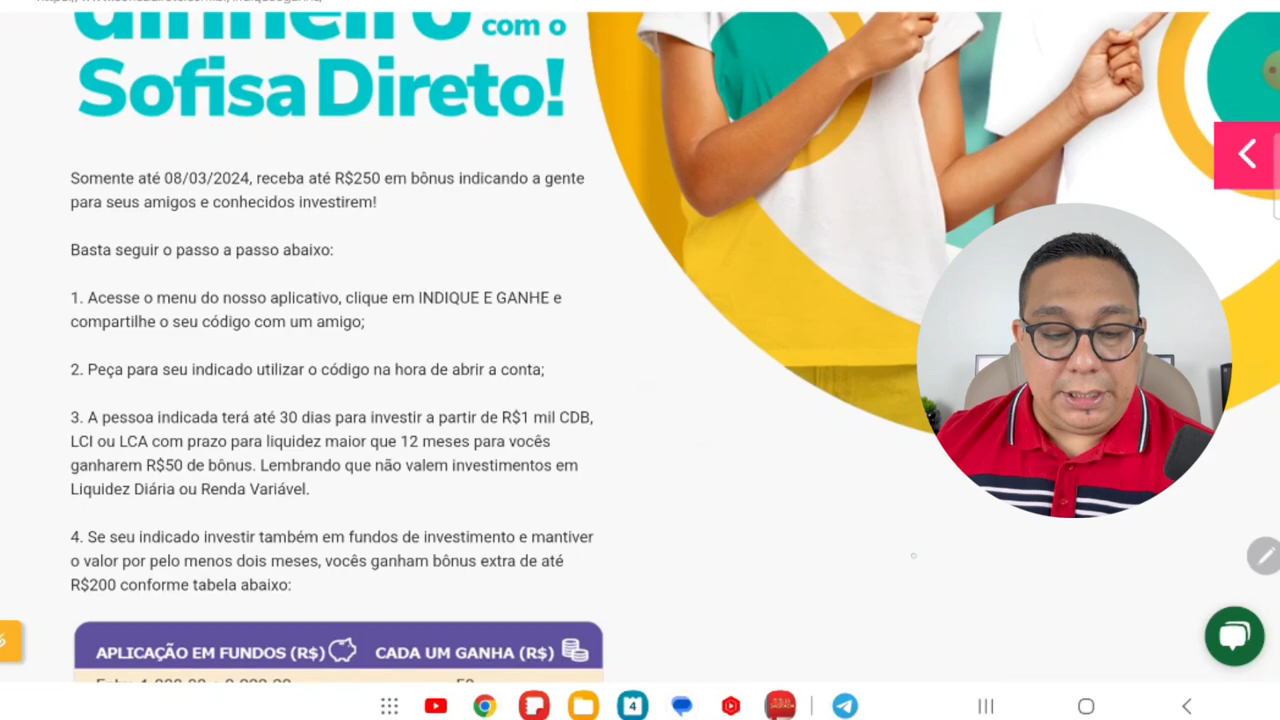 dinheiro com o
Sofisa Direto!
Somente até 08/03/2024, receba até R$250 em bônus indicando a gente
para seus amigos e conhecidos investirem!
Basta seguir o passo a passo abaixo:
1. Acesse o menu do nosso aplicativo, clique em INDIQUE E GANHE e
compartilhe o seu código com um amigo;
2. Peça para seu indicado utilizar o código na hora de abrir a conta;
3. A pessoa indicada terá até 30 dias para investir a partir de R$1 mil CDB,
LCI ou LCA com prazo para liquidez maior que 12 meses para vocês
ganharem R$50 de bônus. Lembrando que não valem investimentos em
Liquidez Diária ou Renda Variável.
4. Se seu indicado investir também em fundos de investimento e mantiver
o valor por pelo menos dois meses, vocês ganham bônus extra de até
R$200 conforme tabela abaixo:
APLICAÇÃO EM FUNDOS (R$) CADA UM GANHA (R$)
4